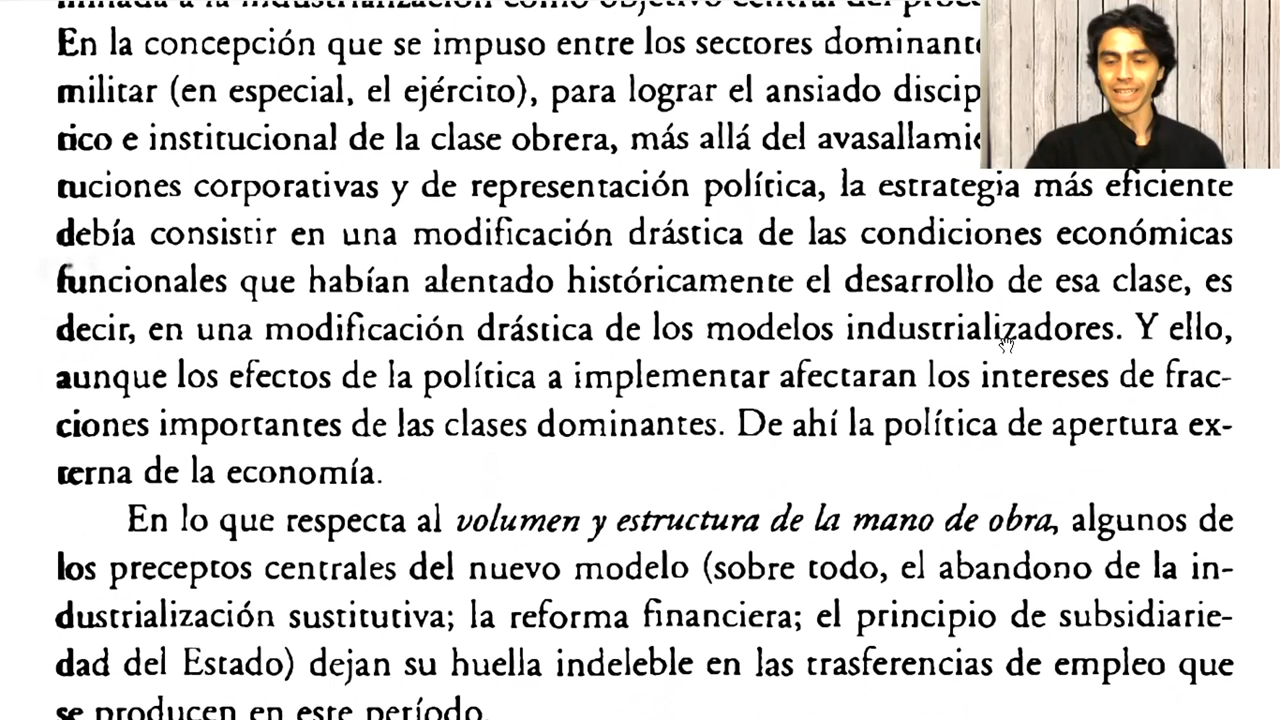 En la concepción que se impuso entre los sectores
militar (en especial, el ejército), para lograr el ansiado
e institucional de la clase obrera, más allá del
tuciones corporativas y de representación política, la estrategia más eficiente
debía consistir en una modificación drástica de las condiciones económicas
funcionales que habían alentado históricamente el desarrollo de esa clase, es
decir, en una modificación drástica de los modelos industrializadores. Y ello,
aunque los efectos de la política a implementar afectaran los intereses de frac-
ciones importantes de las clases dominantes. De ahí la política de apertura ex-
terna de la economía.
En lo que respecta al volumen y estructura de la mano de obra, algunos de
los preceptos centrales del nuevo modelo (sobre todo, el abandono de la in-
dustrialización sustitutiva; la reforma financiera; el principio de subsidiarie-
dad del Estado) dejan su huella indeleble en las trasferencias de empleo que
se producen en este período.